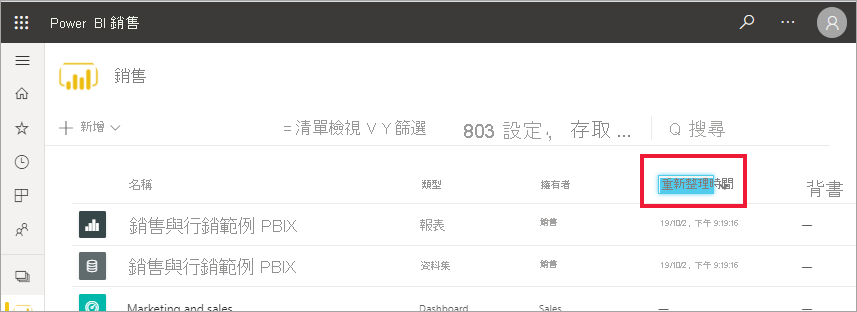 Power BI 銷售
銷售
新增 = 清單檢視 V Y 篩選 803 設定, 存取 ... Q 搜尋
名稱 類型 擁有者 重新整理時間 背書
銷售與行銷範例 PBIX 報表 銷售 19/10/2, 下午 9:19:16 —
銷售與行銷範例 PBIX 資料集 銷售 19/10/2, 下午 9:19:16 —
Marketing and sales Dashboard Sales — —